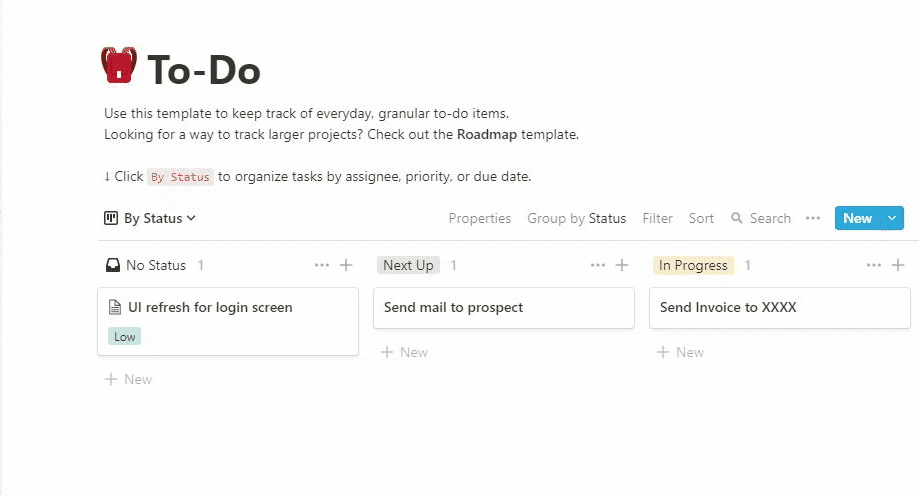 To-Do
Use this template to keep track of everyday, granular to-do items.
Looking for a way to track larger projects? Check out the Roadmap template.
↓ Click By Status to organize tasks by assignee, priority, or due date.
By Status Properties Group by Status Filter Sort Search ••• New
No Status 1 ••• + Next Up 1 ••• + In Progress 1 ••• +
UI refresh for login screen Send mail to prospect Send Invoice to XXXX
Low
+ New + New
+ New